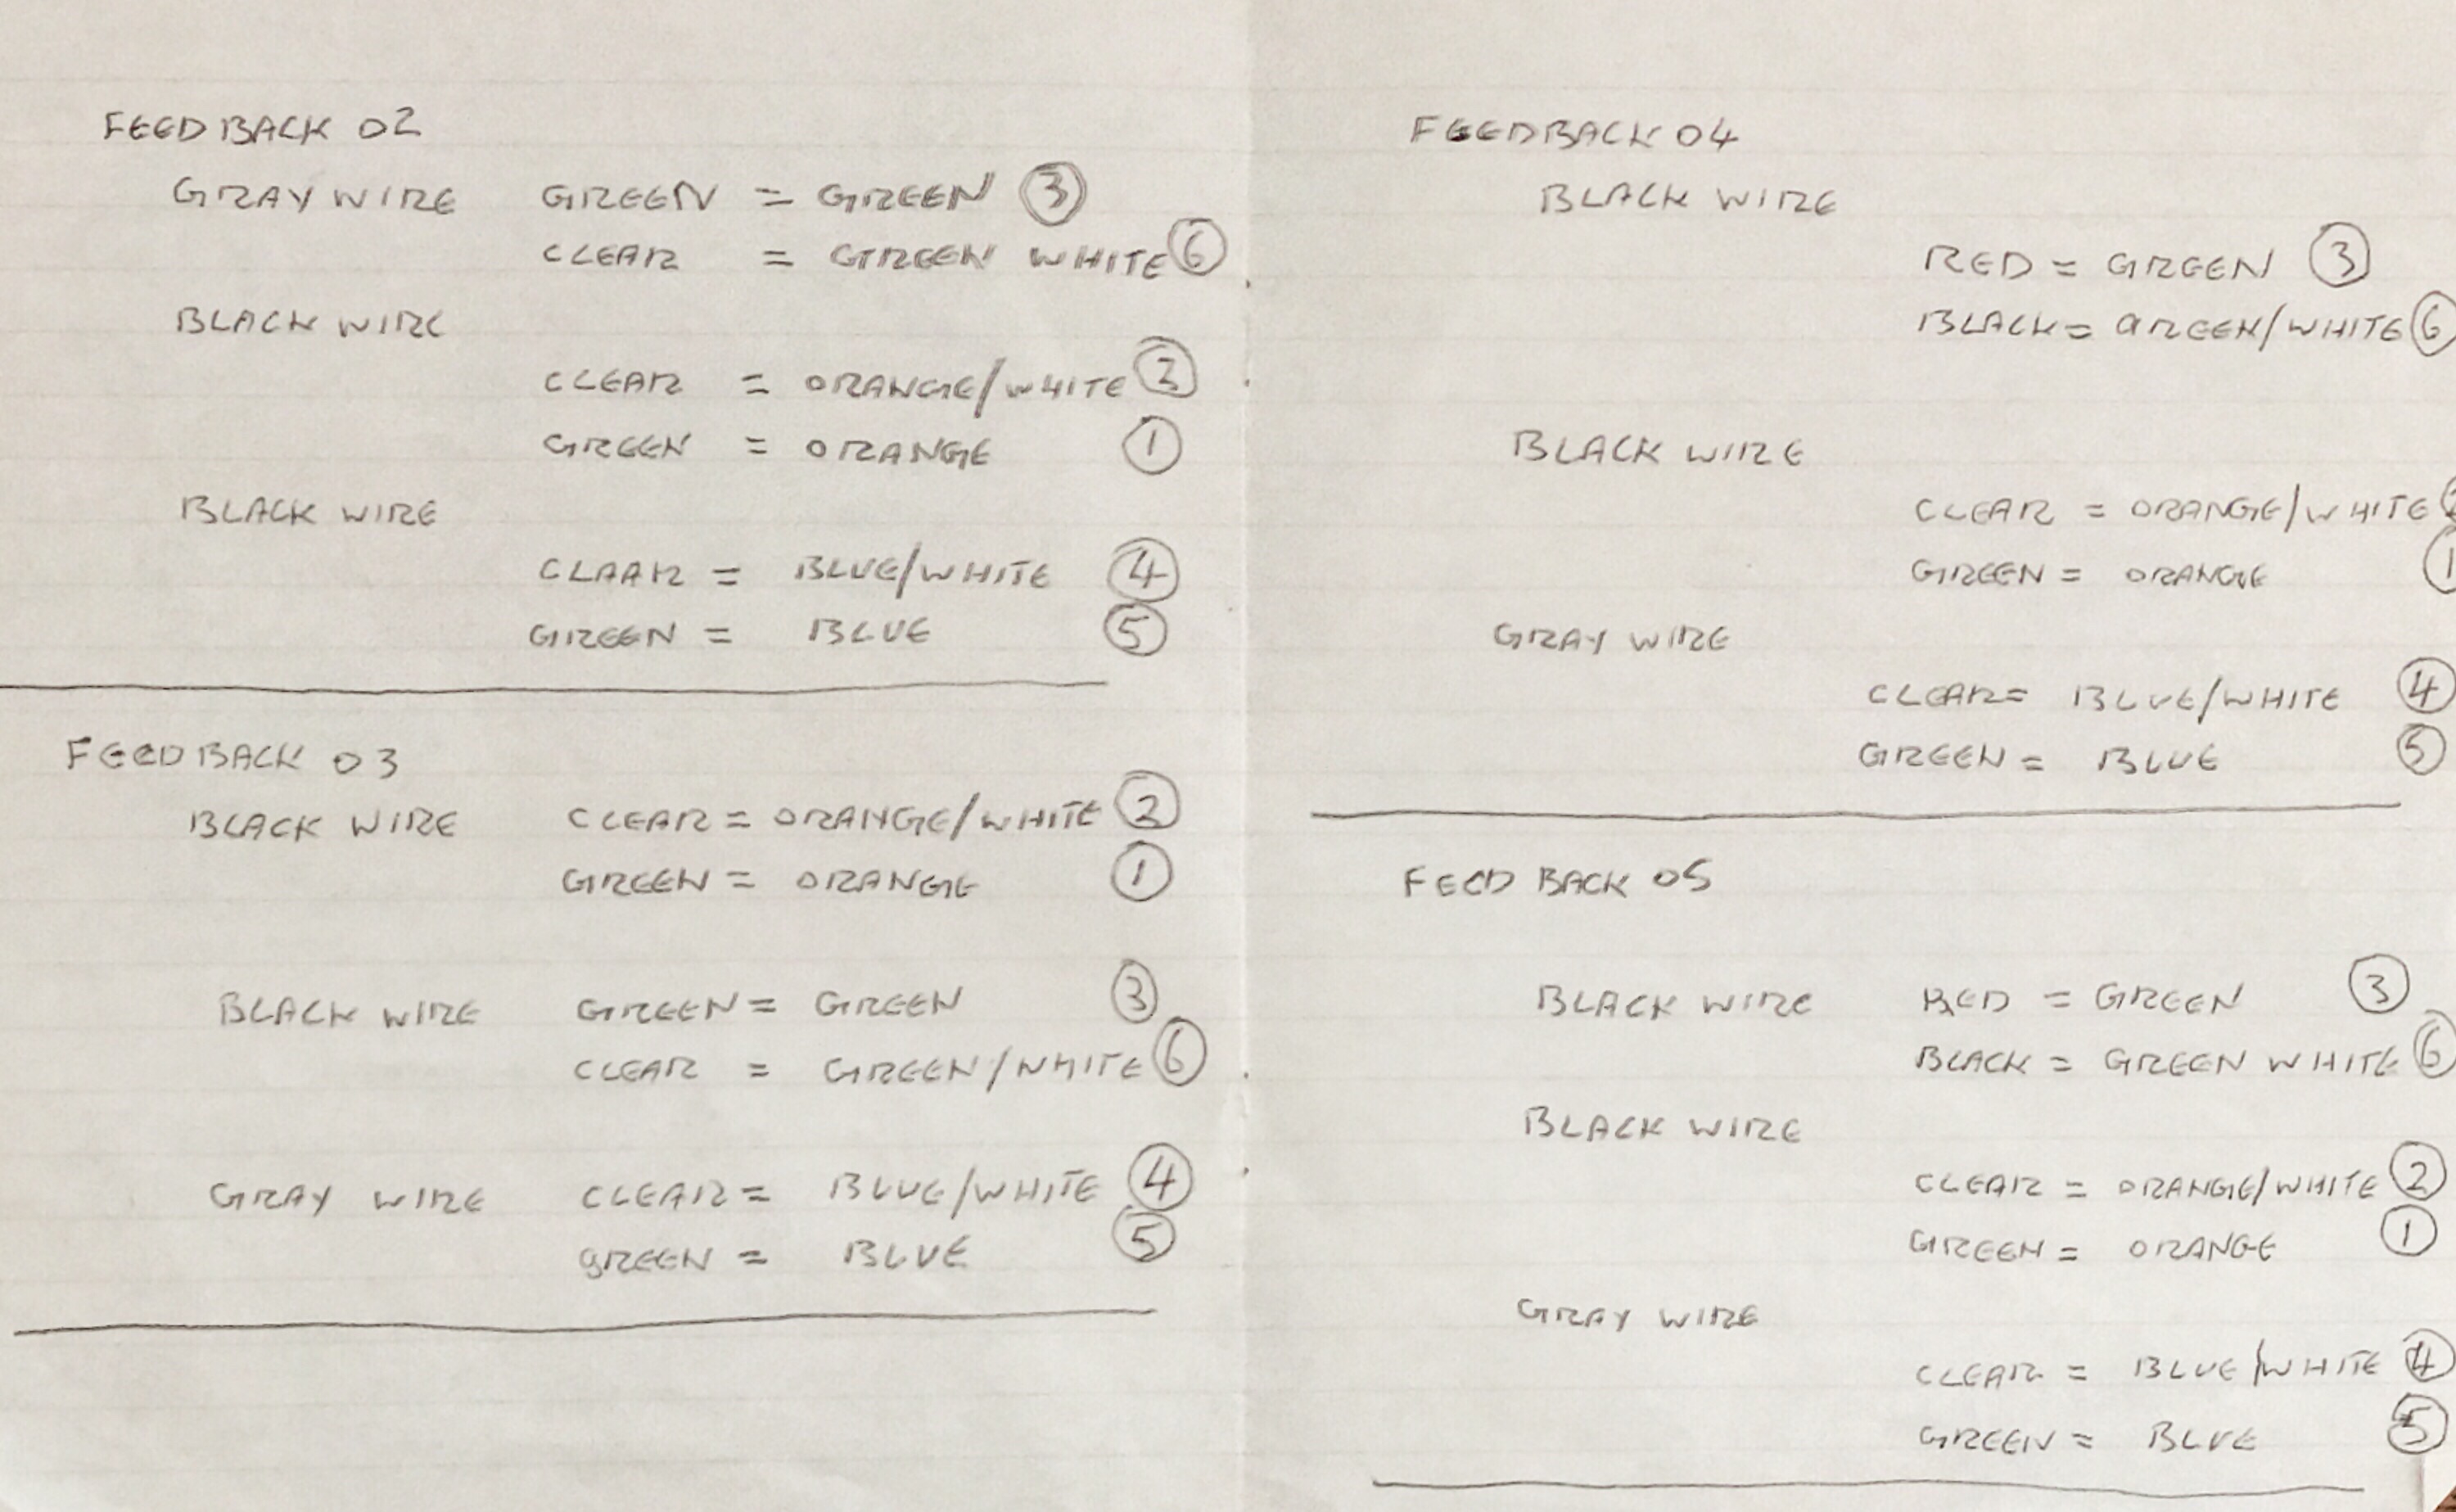 FEEDBACK 02
GRAY WIRE GREEN = GREEN 3
CLEAR = GREEN WHITE 6
BLACK WIRE
CLEAR = ORANGE/WHITE
GREEN = ORANGE 1
BLACK WIRE
CLAAR = BLUE/WHITE 4
GREEN = BLUE 5
FEEDBACK 03
BLACK WIRE CLEAR = ORANGE/WHITE 2
GREEN = ORANGE 1
BLACK WIRE GREEN = GREEN 3
CLEAR = GREEN/WHITE 6
GRAY WIRE CLEAR = BLUE/WHITE 4
GREEN = BLUE 5
FEEDBACK 04
BLACK WIRE
RED = GREEN 3
BLACK = GREEN/WHITE 6
BLACK WIRE
CLEAR = ORANGE/WHITE
GREEN = ORANGE 1
GRAY WIRE
CLEAR = BLUE/WHITE 4
GREEN = BLUE 5
FEEDBACK 05
BLACK WIRE RED = GREEN 3
BLACK = GREEN WHITE 6
BLACK WIRE
CLEAR = ORANGE/WHITE 2
GREEN = ORANGE 1
GRAY WIRE
CLEAR = BLUE/WHITE 4
GREEN = BLUE 5